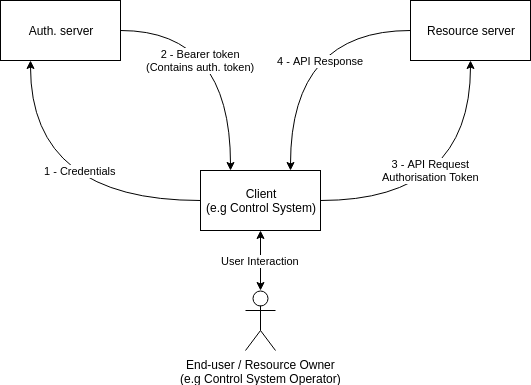 Auth. server
Resource server
2 - Bearer token
(Contains auth. token)
4 - API Response
1 - Credentials
3 - API Request
Authorisation Token
Client
(e.g Control System)
User Interaction
End-user / Resource Owner
(e.g Control System Operator)